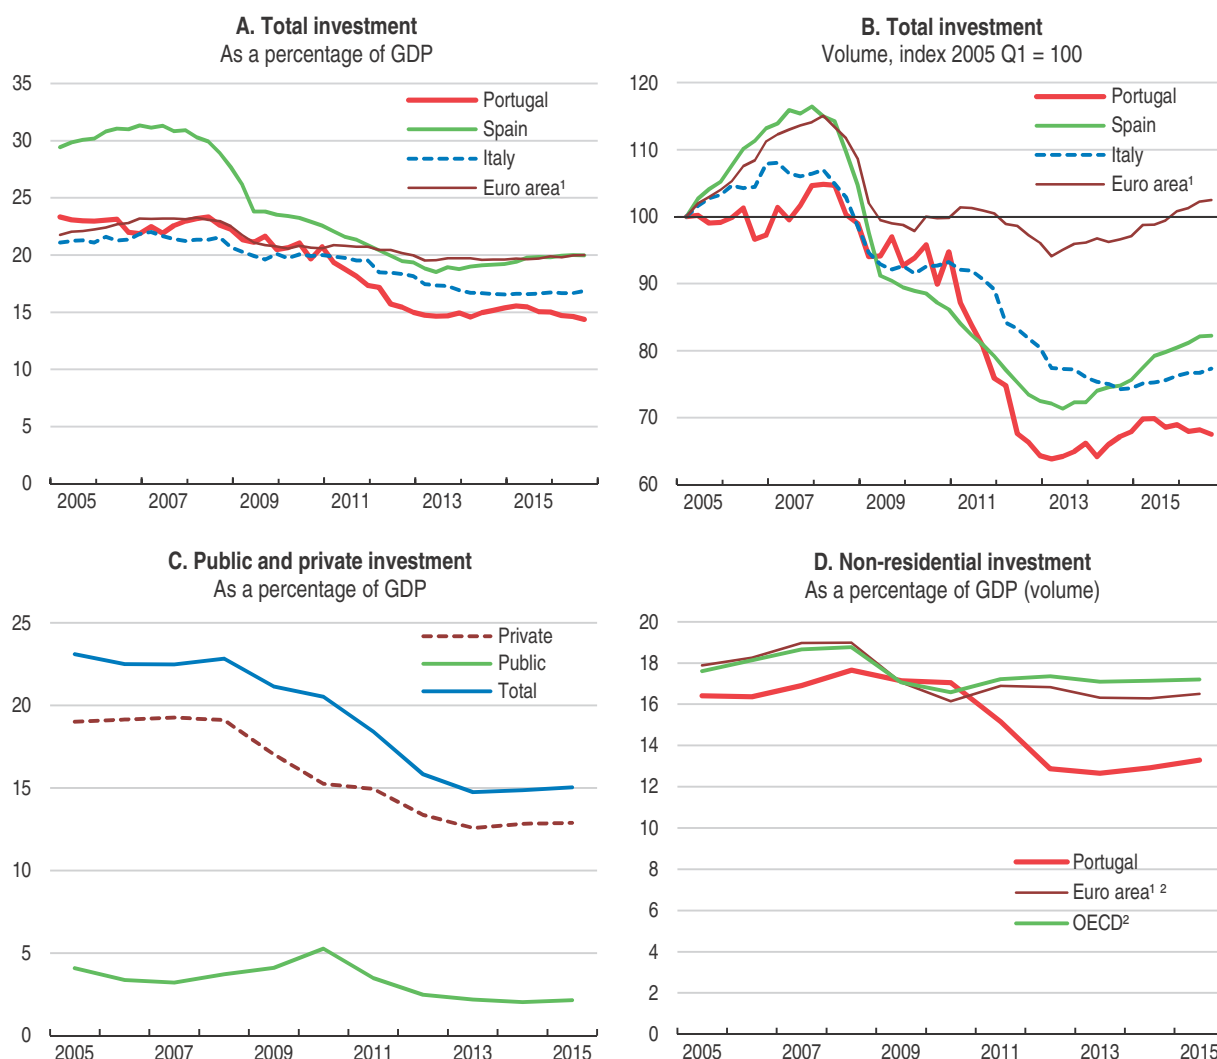 A. Total investment
As a percentage of GDP
35
30
25
20
15
10
5
0
Portugal
Spain
Italy
Euro area¹
2005 2007 2009 2011 2013 2015
B. Total investment
Volume, index 2005 Q1 = 100
120
110
100
90
80
70
60
Portugal
Spain
Italy
Euro area¹
2005 2007 2009 2011 2013 2015
C. Public and private investment
As a percentage of GDP
25
20
15
10
5
0
Private
Public
Total
2005 2007 2009 2011 2013 2015
D. Non-residential investment
As a percentage of GDP (volume)
20
18
16
14
12
10
8
6
4
2
0
Portugal
Euro area¹ ²
OECD²
2005 2007 2009 2011 2013 2015